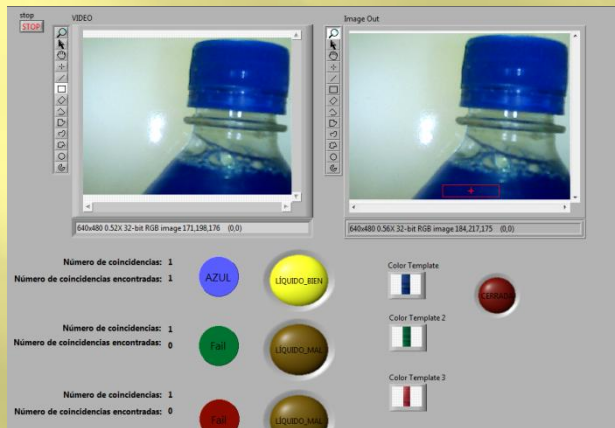 stop
STOP
VIDEO
Image Out
640x480 0.52X 32-bit RGB image 171,198,176 (0,0)
640x480 0.56X 32-bit RGB image 184,217,175 (0,0)
Número de coincidencias: 1
Número de coincidencias encontradas: 1
AZUL
LÍQUIDO_BIEN
Color Template
CERRADO
Número de coincidencias: 1
Número de coincidencias encontradas: 0
Fail
LÍQUIDO_MAL
Color Template 2
Número de coincidencias: 1
Número de coincidencias encontradas: 0
Fail
LÍQUIDO_MAL
Color Template 3